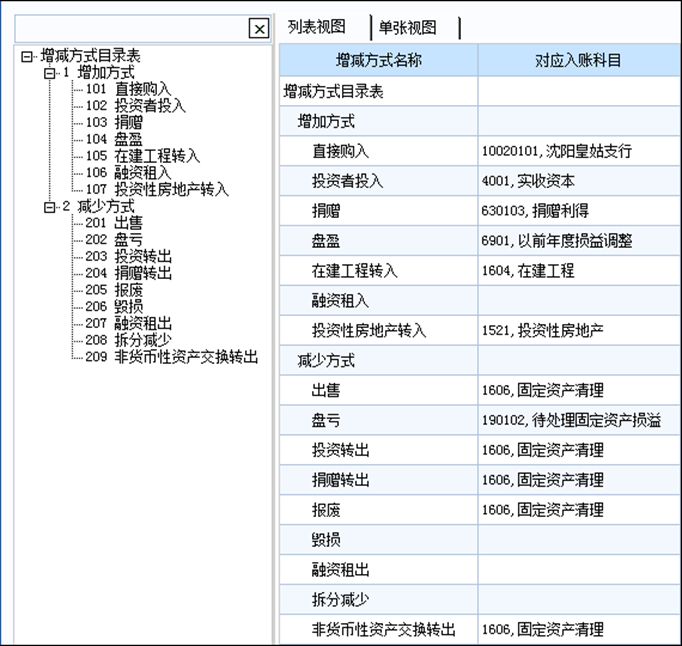 增减方式目录表
1 增加方式
101 直接购入
102 投资者投入
103 捐赠
104 盘盈
105 在建工程转入
106 融资租入
107 投资性房地产转入
2 减少方式
201 出售
202 盘亏
203 投资转出
204 捐赠转出
205 报废
206 毁损
207 融资租出
208 拆分减少
209 非货币性资产交换转出
列表视图 单张视图
增减方式名称 对应入账科目
增减方式目录表
增加方式
直接购入 10020101,沈阳皇姑支行
投资者投入 4001,实收资本
捐赠 630103,捐赠利得
盘盈 6901,以前年度损益调整
在建工程转入 1604,在建工程
融资租入
投资性房地产转入 1521,投资性房地产
减少方式
出售 1606,固定资产清理
盘亏 190102,待处理固定资产损溢
投资转出 1606,固定资产清理
捐赠转出 1606,固定资产清理
报废 1606,固定资产清理
毁损
融资租出
拆分减少
非货币性资产交换转出 1606,固定资产清理